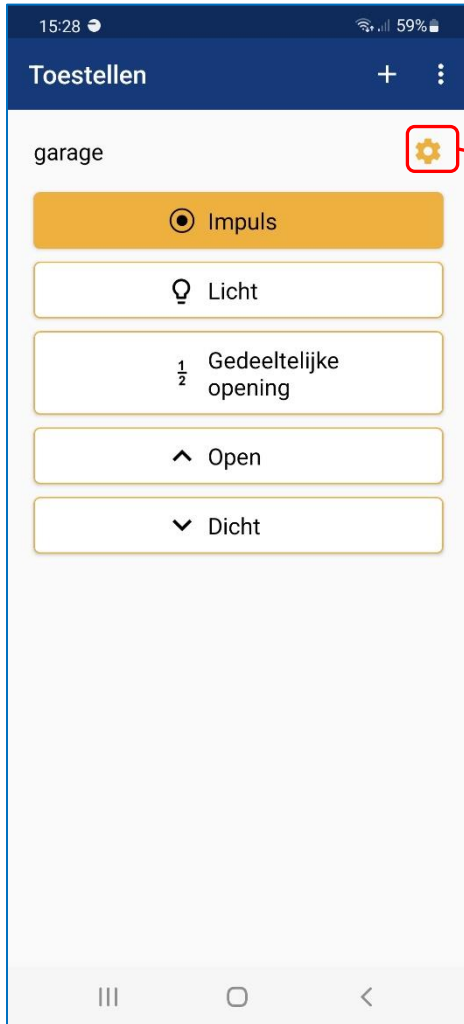 15:28 59%
Toestellen
garage
Impuls
Licht
1/2 Gedeeltelijke
opening
Open
Dicht